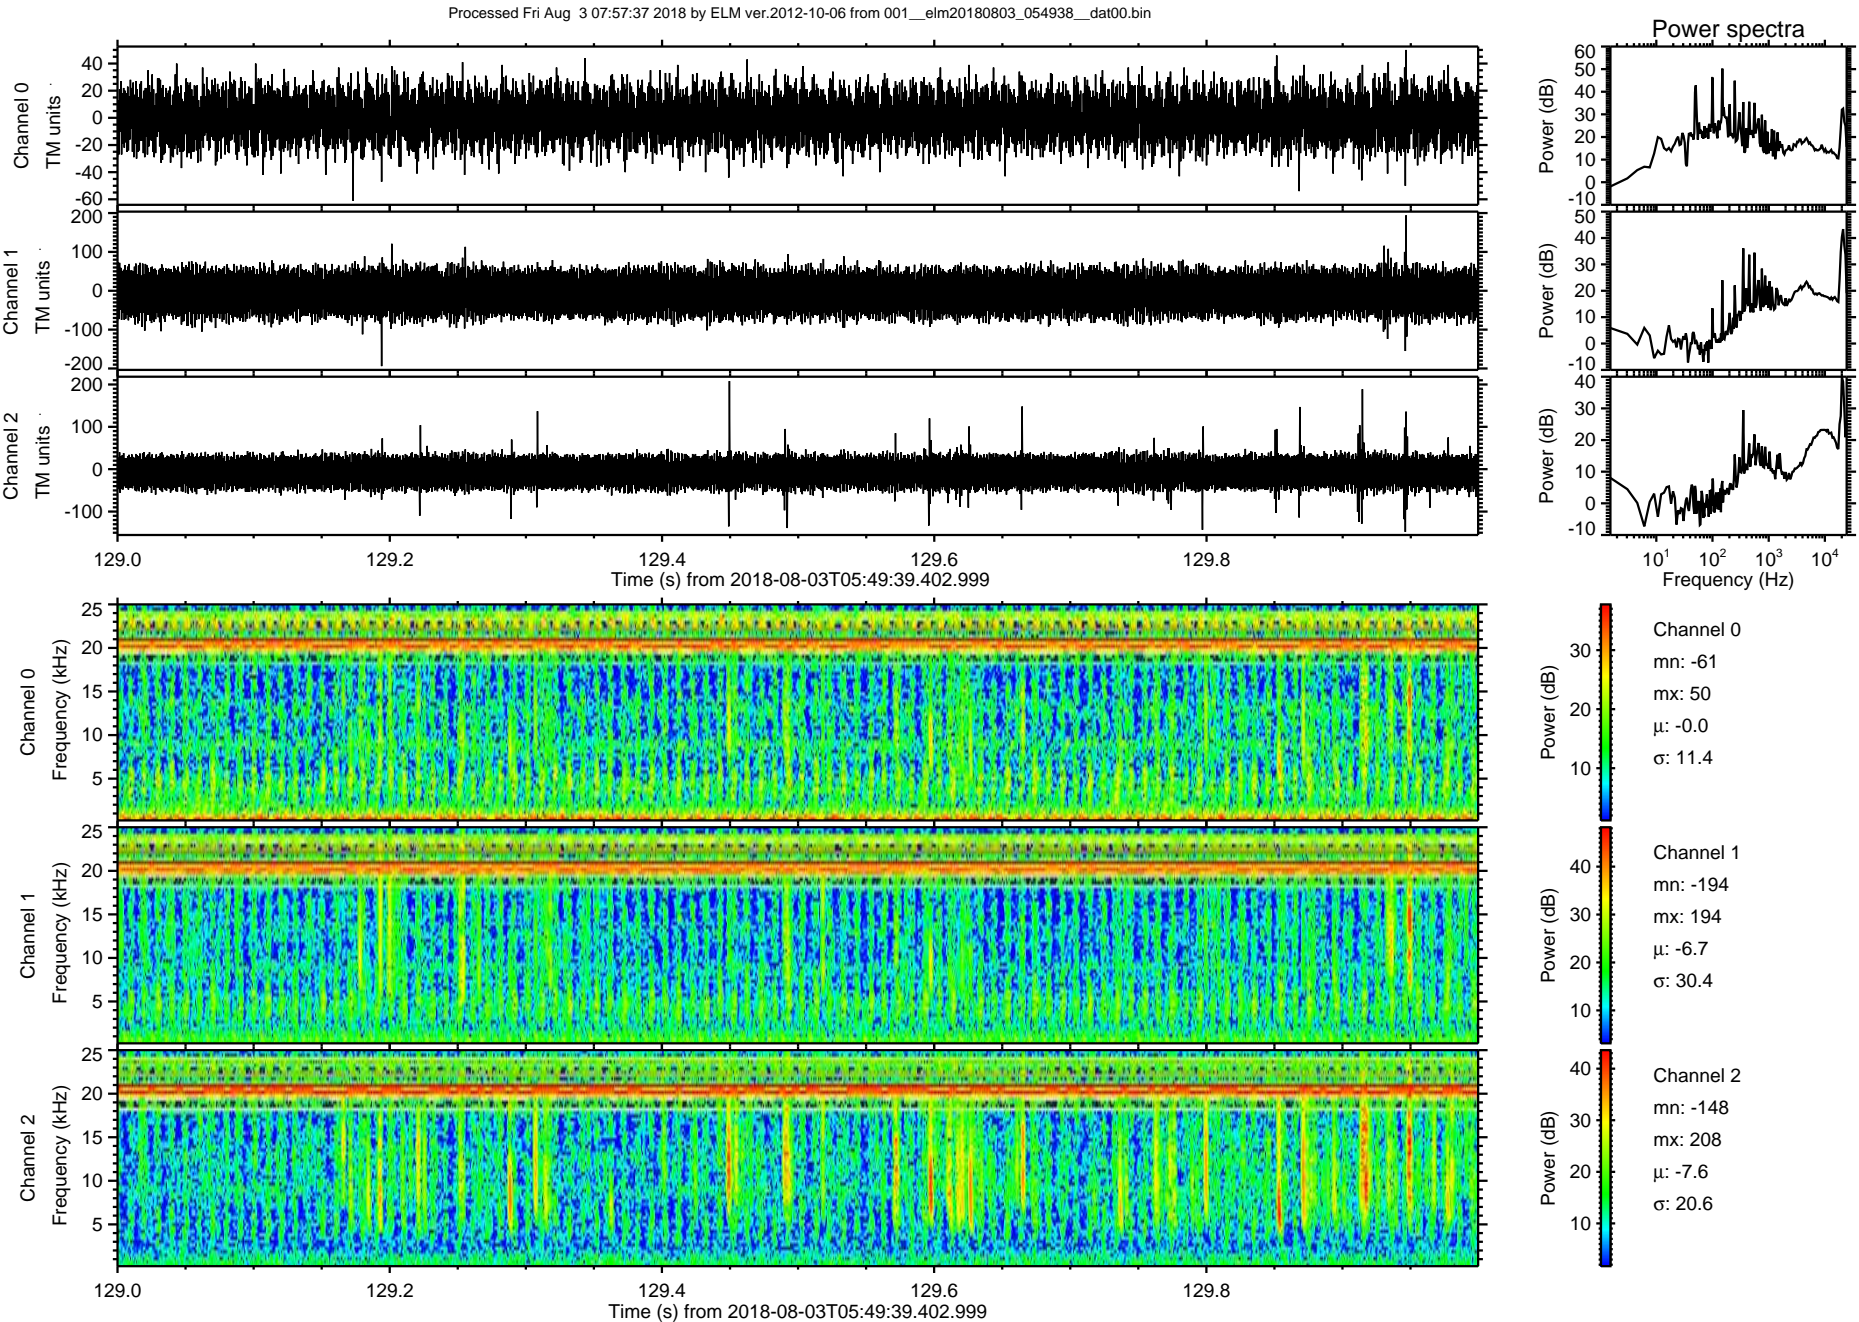 Processed Fri Aug  3 07:57:37 2018 by ELM ver.2012-10-06 from 001__elm20180803_054938__dat00.bin
Power spectra
Channel 0
TM units
40
20
0
-20
-40
-60
Power (dB)
60
50
40
30
20
10
0
-10
Channel 1
TM units
200
100
0
-100
-200
Power (dB)
50
40
30
20
10
0
-10
Channel 2
TM units
200
100
0
-100
Power (dB)
40
30
20
10
0
-10
129.0 129.2 129.4 129.6 129.8
Time (s) from 2018-08-03T05:49:39.402.999
10^1 10^2 10^3 10^4
Frequency (Hz)
Channel 0
Frequency (kHz)
25
20
15
10
5
Power (dB)
30
20
10
Channel 0
mn: -61
mx: 50
μ: -0.0
σ: 11.4
Channel 1
Frequency (kHz)
25
20
15
10
5
Power (dB)
40
30
20
10
Channel 1
mn: -194
mx: 194
μ: -6.7
σ: 30.4
Channel 2
Frequency (kHz)
25
20
15
10
5
Power (dB)
40
30
20
10
Channel 2
mn: -148
mx: 208
μ: -7.6
σ: 20.6
129.0 129.2 129.4 129.6 129.8
Time (s) from 2018-08-03T05:49:39.402.999